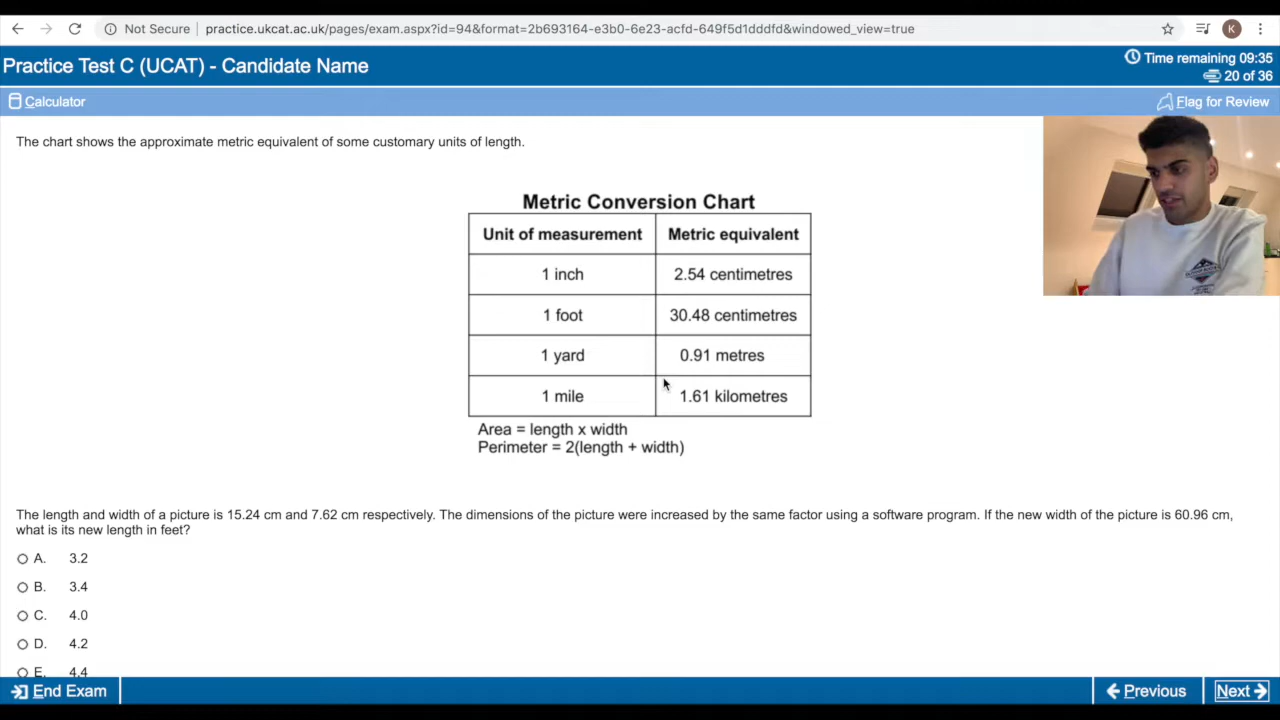 Not Secure practice.ukcat.ac.uk/pages/exam.aspx?id=94&format=2b693164-e3b0-6e23-acfd-649f5d1dddfd&windowed_view=true K
Practice Test C (UCAT) - Candidate Name
Time remaining 09:35
20 of 36
Calculator
Flag for Review
The chart shows the approximate metric equivalent of some customary units of length.
Metric Conversion Chart
Unit of measurement Metric equivalent
1 inch 2.54 centimetres
1 foot 30.48 centimetres
1 yard 0.91 metres
1 mile 1.61 kilometres
Area = length x width
Perimeter = 2(length + width)
The length and width of a picture is 15.24 cm and 7.62 cm respectively. The dimensions of the picture were increased by the same factor using a software program. If the new width of the picture is 60.96 cm,
what is its new length in feet?
A. 3.2
B. 3.4
C. 4.0
D. 4.2
E. 4.4
End Exam
Previous
Next